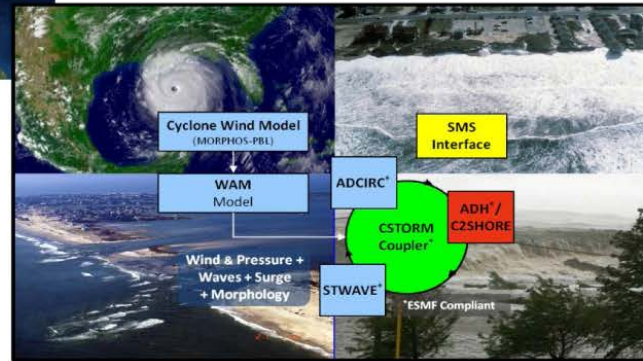 Cyclone Wind Model
(MORPHOS-PBL)
SMS
Interface
WAM
Model
ADCIRC+
ADH+/
C2SHORE
CSTORM
Coupler+
Wind & Pressure +
Waves + Surge
+ Morphology
STWAVE+
+ESMF Compliant